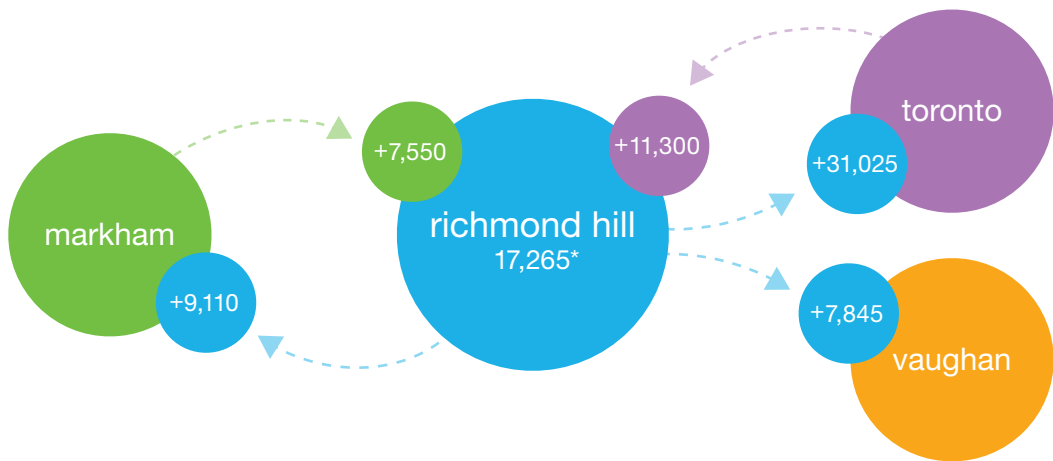 markham
+9,110
+7,550
+11,300
richmond hill
17,265*
toronto
+31,025
+7,845
vaughan